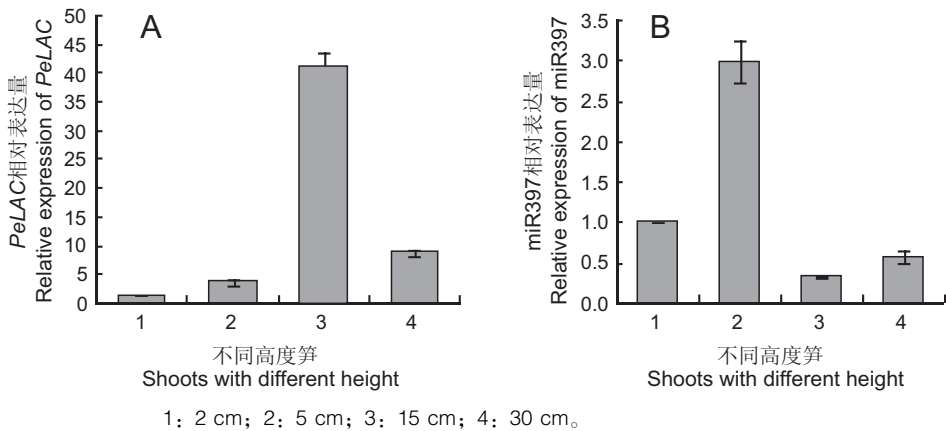 A
PeLAC相对表达量
Relative expression of PeLAC
50
45
40
35
30
25
20
15
10
5
0
1 2 3 4
不同高度笋
Shoots with different height
B
miR397相对表达量
Relative expression of miR397
3.5
3.0
2.5
2.0
1.5
1.0
0.5
0.0
1 2 3 4
不同高度笋
Shoots with different height
1: 2 cm; 2: 5 cm; 3: 15 cm; 4: 30 cm。